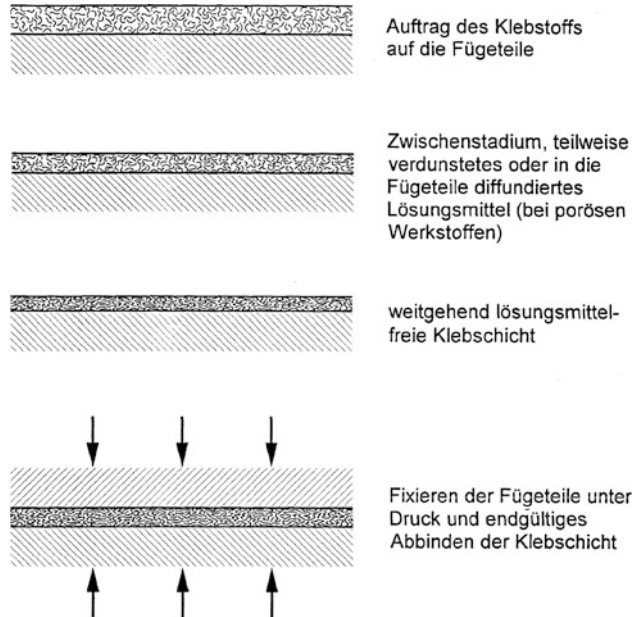 Auftrag des Klebstoffs
auf die Fügeteile
Zwischenstadium, teilweise
verdunstetes oder in die
Fügeteile diffundiertes
Lösungsmittel (bei porösen
Werkstoffen)
weitgehend lösungsmittel-
freie Klebschicht
Fixieren der Fügeteile unter
Druck und endgültiges
Abbinden der Klebschicht